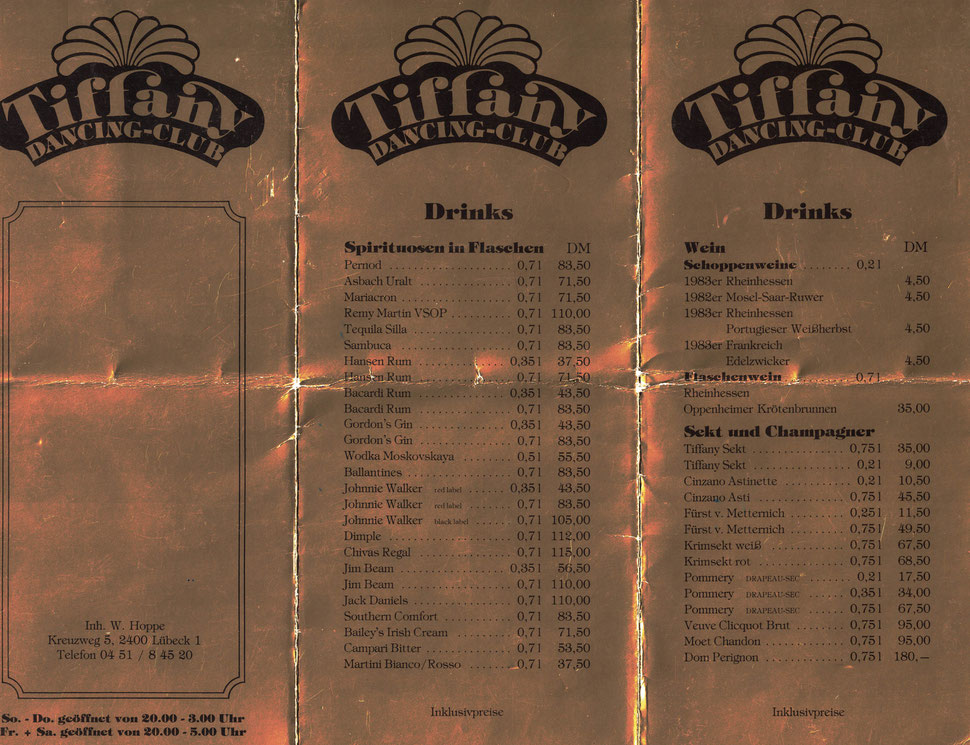 Tiffany
DANCING-CLUB
Inh. W. Hoppe
Kreuzweg 5, 2400 Lübeck 1
Telefon 04 51 / 8 45 20
So. - Do. geöffnet von 20.00 - 3.00 Uhr
Fr. + Sa. geöffnet von 20.00 - 5.00 Uhr
Tiffany
DANCING-CLUB
Drinks
Spirituosen in Flaschen DM
Pernod . . . . . . . . . . 0,7 l 83,50
Asbach Uralt . . . . . . . . . . 0,7 l 71,50
Mariacron . . . . . . . . . . 0,7 l 71,50
Remy Martin VSOP . . . . . . . . . . 0,7 l 110,00
Tequila Silla . . . . . . . . . . 0,7 l 83,50
Sambuca . . . . . . . . . . 0,7 l 83,50
Hansen Rum . . . . . . . . . . 0,35 l 37,50
Hansen Rum . . . . . . . . . . 0,7 l 71,50
Bacardi Rum . . . . . . . . . . 0,35 l 43,50
Bacardi Rum . . . . . . . . . . 0,7 l 83,50
Gordon's Gin . . . . . . . . . . 0,35 l 43,50
Gordon's Gin . . . . . . . . . . 0,7 l 83,50
Wodka Moskovskaya . . . . . . . . . . 0,5 l 55,50
Ballantines . . . . . . . . . . 0,7 l 83,50
Johnnie Walker red label . . . . . . 0,35 l 43,50
Johnnie Walker red label . . . . . . 0,7 l 83,50
Johnnie Walker black label . . . . . 0,7 l 105,00
Dimple . . . . . . . . . . 0,7 l 112,00
Chivas Regal . . . . . . . . . . 0,7 l 115,00
Jim Beam . . . . . . . . . . 0,35 l 56,50
Jim Beam . . . . . . . . . . 0,7 l 110,00
Jack Daniels . . . . . . . . . . 0,7 l 110,00
Southern Comfort . . . . . . . . . . 0,7 l 83,50
Bailey's Irish Cream . . . . . . . . . . 0,7 l 71,50
Campari Bitter . . . . . . . . . . 0,7 l 53,50
Martini Bianco/Rosso . . . . . . . 0,7 l 37,50
Inklusivpreise
Tiffany
DANCING-CLUB
Drinks
Wein DM
Schoppenweine . . . . . . . . 0,2 l
1983er Rheinhessen 4,50
1982er Mosel-Saar-Ruwer 4,50
1983er Rheinhessen
Portugieser Weißherbst 4,50
1983er Frankreich
Edelzwicker 4,50
Flaschenwein . . . . . . . . . . 0,7 l
Rheinhessen
Oppenheimer Krötenbrunnen 35,00
Sekt und Champagner
Tiffany Sekt . . . . . . . . . . 0,75 l 35,00
Tiffany Sekt . . . . . . . . . . 0,2 l 9,00
Cinzano Astinette . . . . . . . . . . 0,2 l 10,50
Cinzano Asti . . . . . . . . . . 0,75 l 45,50
Fürst v. Metternich . . . . . . . . 0,25 l 11,50
Fürst v. Metternich . . . . . . . . 0,75 l 49,50
Krimsekt weiß . . . . . . . . . . 0,75 l 67,50
Krimsekt rot . . . . . . . . . . 0,75 l 68,50
Pommery DRAPEAU-SEC . . . . . . 0,2 l 17,50
Pommery DRAPEAU-SEC . . . . . 0,35 l 34,00
Pommery DRAPEAU-SEC . . . . . 0,75 l 67,50
Veuve Clicquot Brut . . . . . . . . 0,75 l 95,00
Moet Chandon . . . . . . . . . . 0,75 l 95,00
Dom Perignon . . . . . . . . . . 0,75 l 180,—
Inklusivpreise